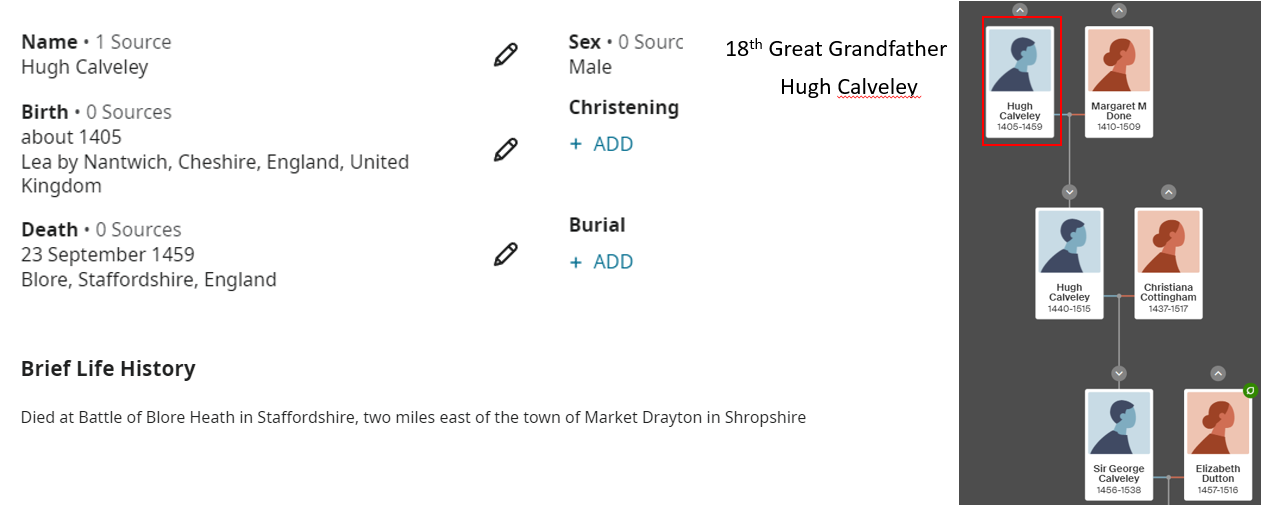 Name • 1 Source
Hugh Calveley
Birth • 0 Sources
about 1405
Lea by Nantwich, Cheshire, England, United
Kingdom
Death • 0 Sources
23 September 1459
Blore, Staffordshire, England
Sex • 0 Sourc
Male
Christening
+ ADD
Burial
+ ADD
Brief Life History
Died at Battle of Blore Heath in Staffordshire, two miles east of the town of Market Drayton in Shropshire
18th Great Grandfather
Hugh Calveley
Hugh
Calveley
1405-1459
Margaret M
Done
1410-1509
Hugh
Calveley
1440-1515
Christiana
Cottingham
1437-1517
Sir George
Calveley
1456-1538
Elizabeth
Dutton
1457-1516